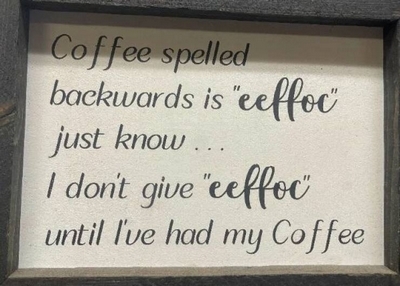 Coffee spelled
backwards is "eeffoc"
just know ...
I don't give "eeffoc"
until I've had my Coffee